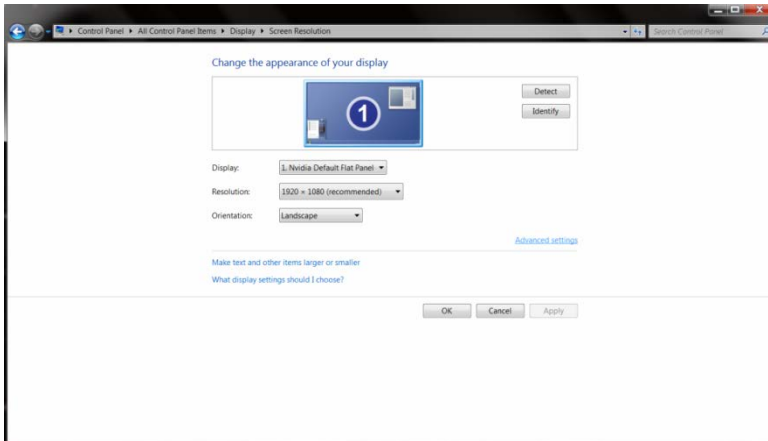 Control Panel ▸ All Control Panel Items ▸ Display ▸ Screen Resolution
Search Control Panel
Change the appearance of your display
1
Detect
Identify
Display: 1. Nvidia Default Flat Panel
Resolution: 1920 × 1080 (recommended)
Orientation: Landscape
Advanced settings
Make text and other items larger or smaller
What display settings should I choose?
OK Cancel Apply